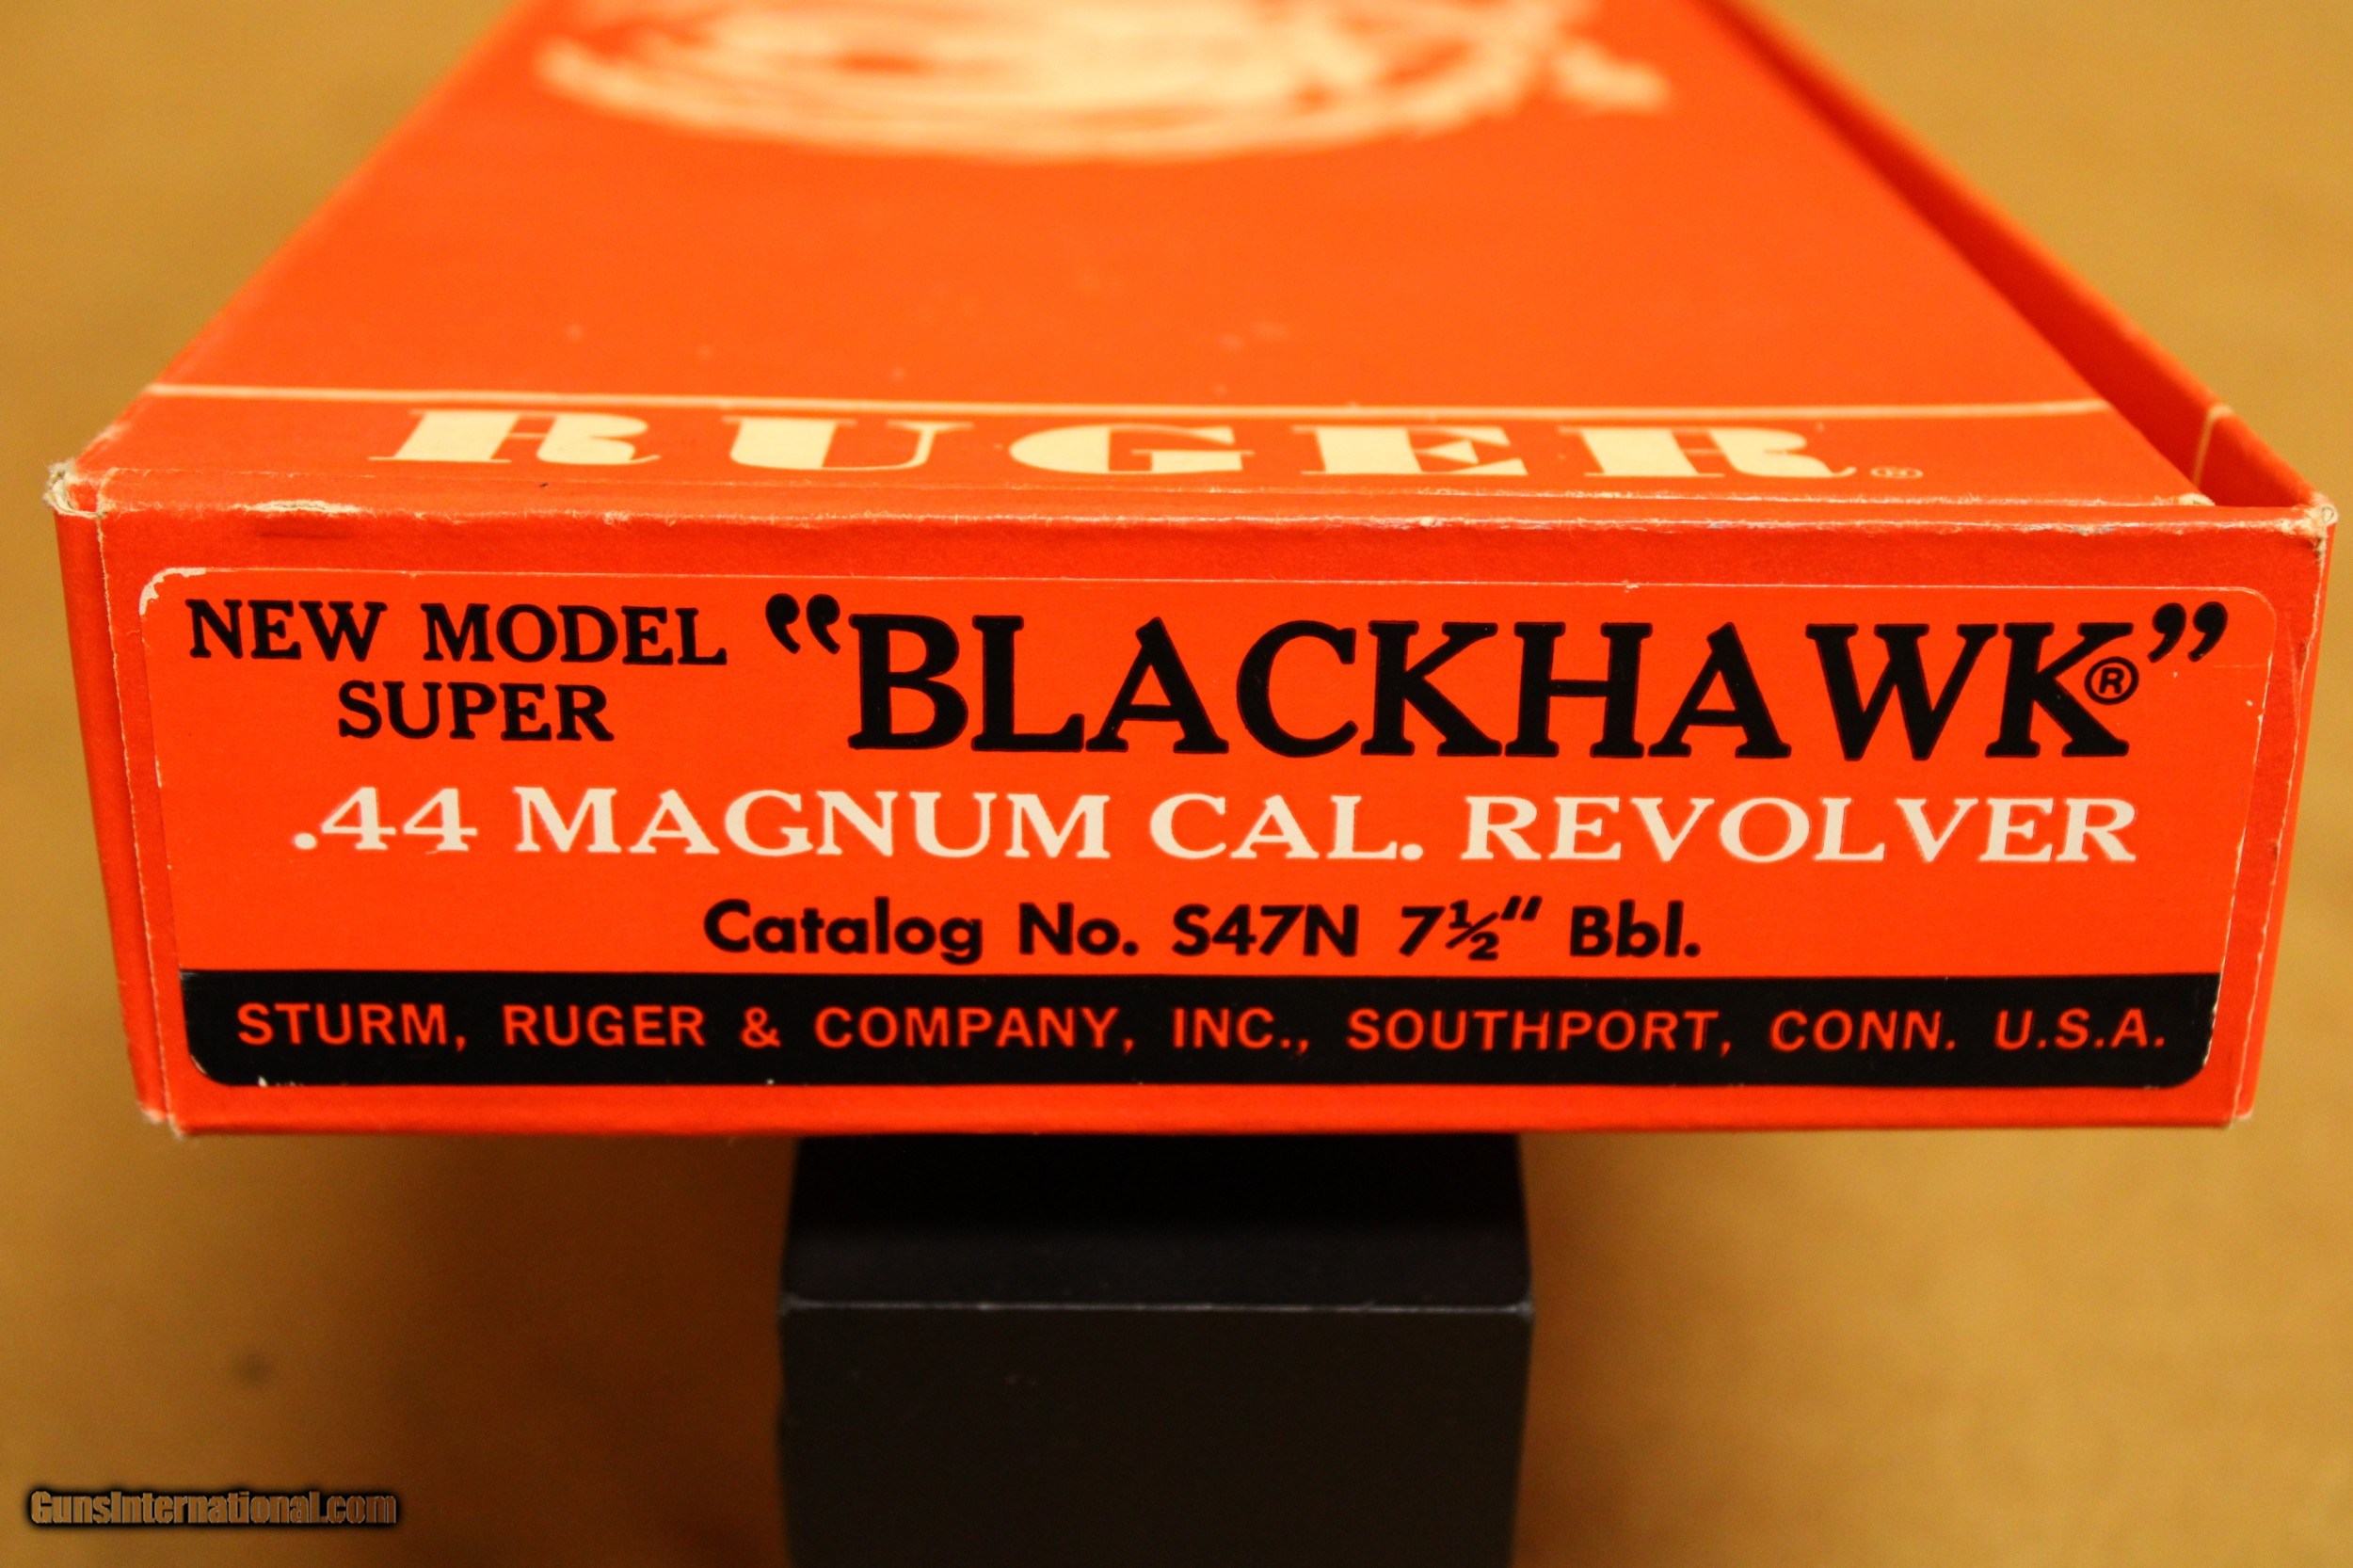 RUGER®
NEW MODEL SUPER "BLACKHAWK®"
.44 MAGNUM CAL. REVOLVER
Catalog No. S47N 7½" Bbl.
STURM, RUGER & COMPANY, INC., SOUTHPORT, CONN. U.S.A.
GunsInternational.com